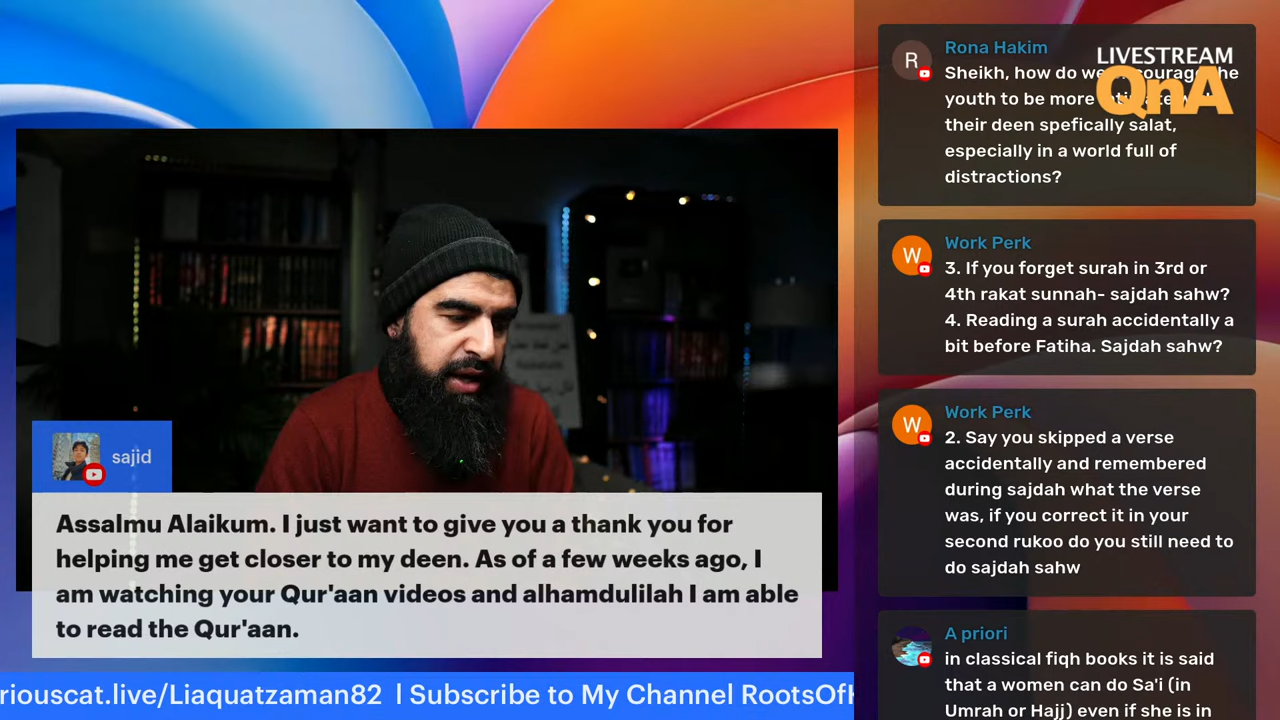 sajid
Assalmu Alaikum. I just want to give you a thank you for
helping me get closer to my deen. As of a few weeks ago, I
am watching your Qur'aan videos and alhamdulilah I am able
to read the Qur'aan.
riouscat.live/Liaquatzaman82 | Subscribe to My Channel RootsOf
LIVESTREAM
QnA
R
Rona Hakim
Sheikh, how do we
youth to be more
their deen spefically salat,
especially in a world full of
distractions?
W
Work Perk
3. If you forget surah in 3rd or
4th rakat sunnah- sajdah sahw?
4. Reading a surah accidentally a
bit before Fatiha. Sajdah sahw?
W
Work Perk
2. Say you skipped a verse
accidentally and remembered
during sajdah what the verse
was, if you correct it in your
second rukoo do you still need to
do sajdah sahw
A priori
in classical fiqh books it is said
that a women can do Sa'i (in
Umrah or Hajj) even if she is in